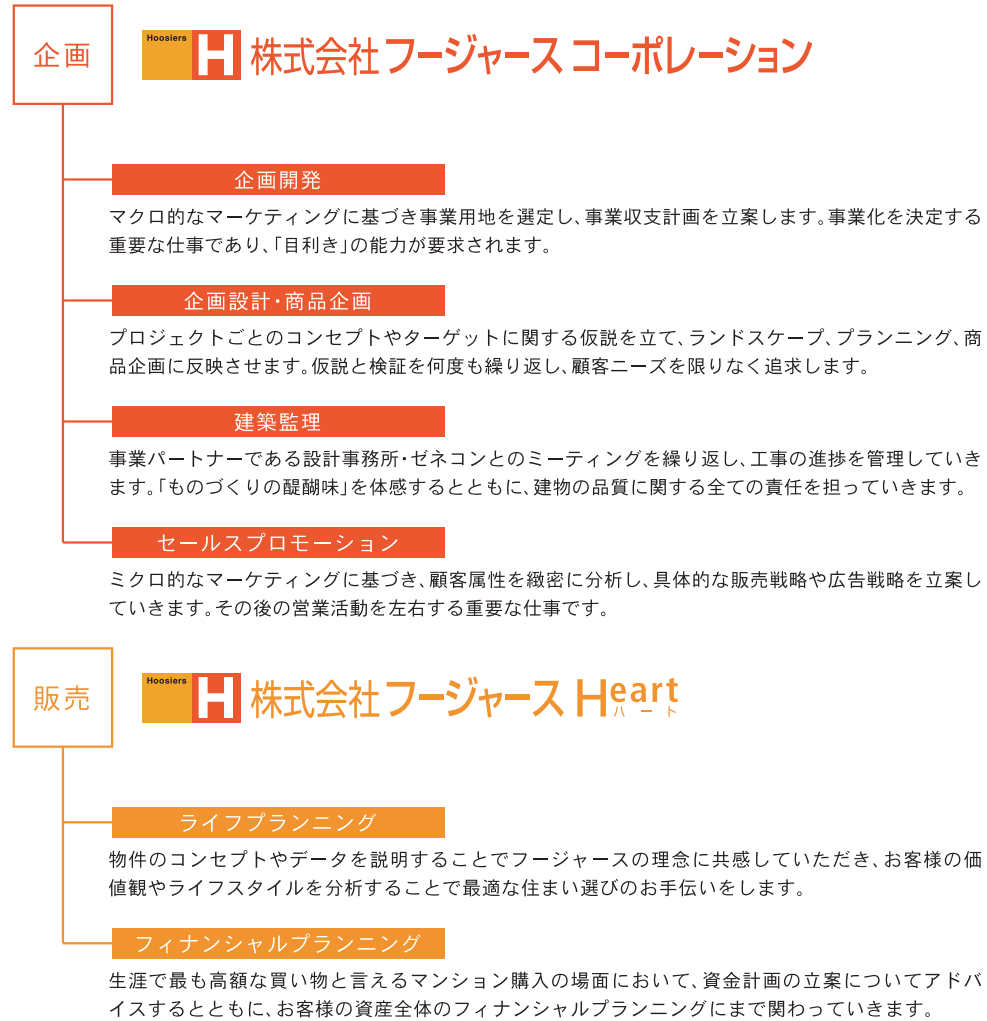 企画
Hoosiers
H 株式会社 フージャース コーポレーション
企画開発
マクロ的なマーケティングに基づき事業用地を選定し、事業収支計画を立案します。事業化を決定する
重要な仕事であり、「目利き」の能力が要求されます。
企画設計・商品企画
プロジェクトごとのコンセプトやターゲットに関する仮説を立て、ランドスケープ、プランニング、商
品企画に反映させます。仮説と検証を何度も繰り返し、顧客ニーズを限りなく追求します。
建築監理
事業パートナーである設計事務所・ゼネコンとのミーティングを繰り返し、工事の進捗を管理していき
ます。「ものづくりの醍醐味」を体感するとともに、建物の品質に関する全ての責任を担っていきます。
セールスプロモーション
ミクロ的なマーケティングに基づき、顧客属性を緻密に分析し、具体的な販売戦略や広告戦略を立案し
ていきます。その後の営業活動を左右する重要な仕事です。
販売
Hoosiers
H 株式会社 フージャース Heart
ハート
ライフプランニング
物件のコンセプトやデータを説明することでフージャースの理念に共感していただき、お客様の価
値観やライフスタイルを分析することで最適な住まい選びのお手伝いをします。
フィナンシャルプランニング
生涯で最も高額な買い物と言えるマンション購入の場面において、資金計画の立案についてアドバ
イスするとともに、お客様の資産全体のフィナンシャルプランニングにまで関わっていきます。